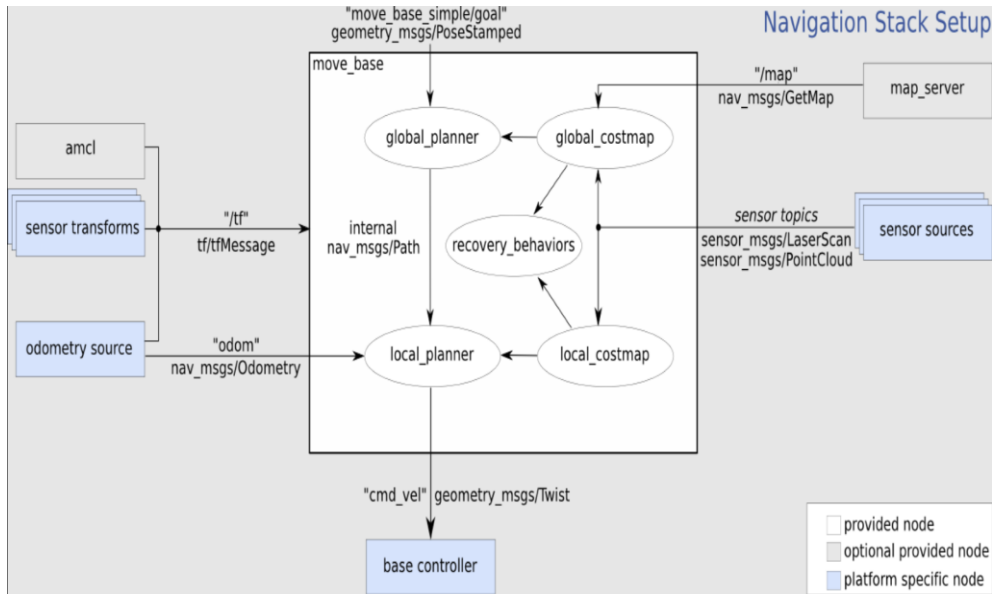 Navigation Stack Setup
"move_base_simple/goal"
geometry_msgs/PoseStamped
move_base
"/map"
nav_msgs/GetMap
map_server
global_planner
global_costmap
amcl
sensor transforms
"/tf"
tf/tfMessage
internal
nav_msgs/Path
recovery_behaviors
sensor topics
sensor_msgs/LaserScan
sensor_msgs/PointCloud
sensor sources
odometry source
"odom"
nav_msgs/Odometry
local_planner
local_costmap
"cmd_vel" geometry_msgs/Twist
base controller
provided node
optional provided node
platform specific node